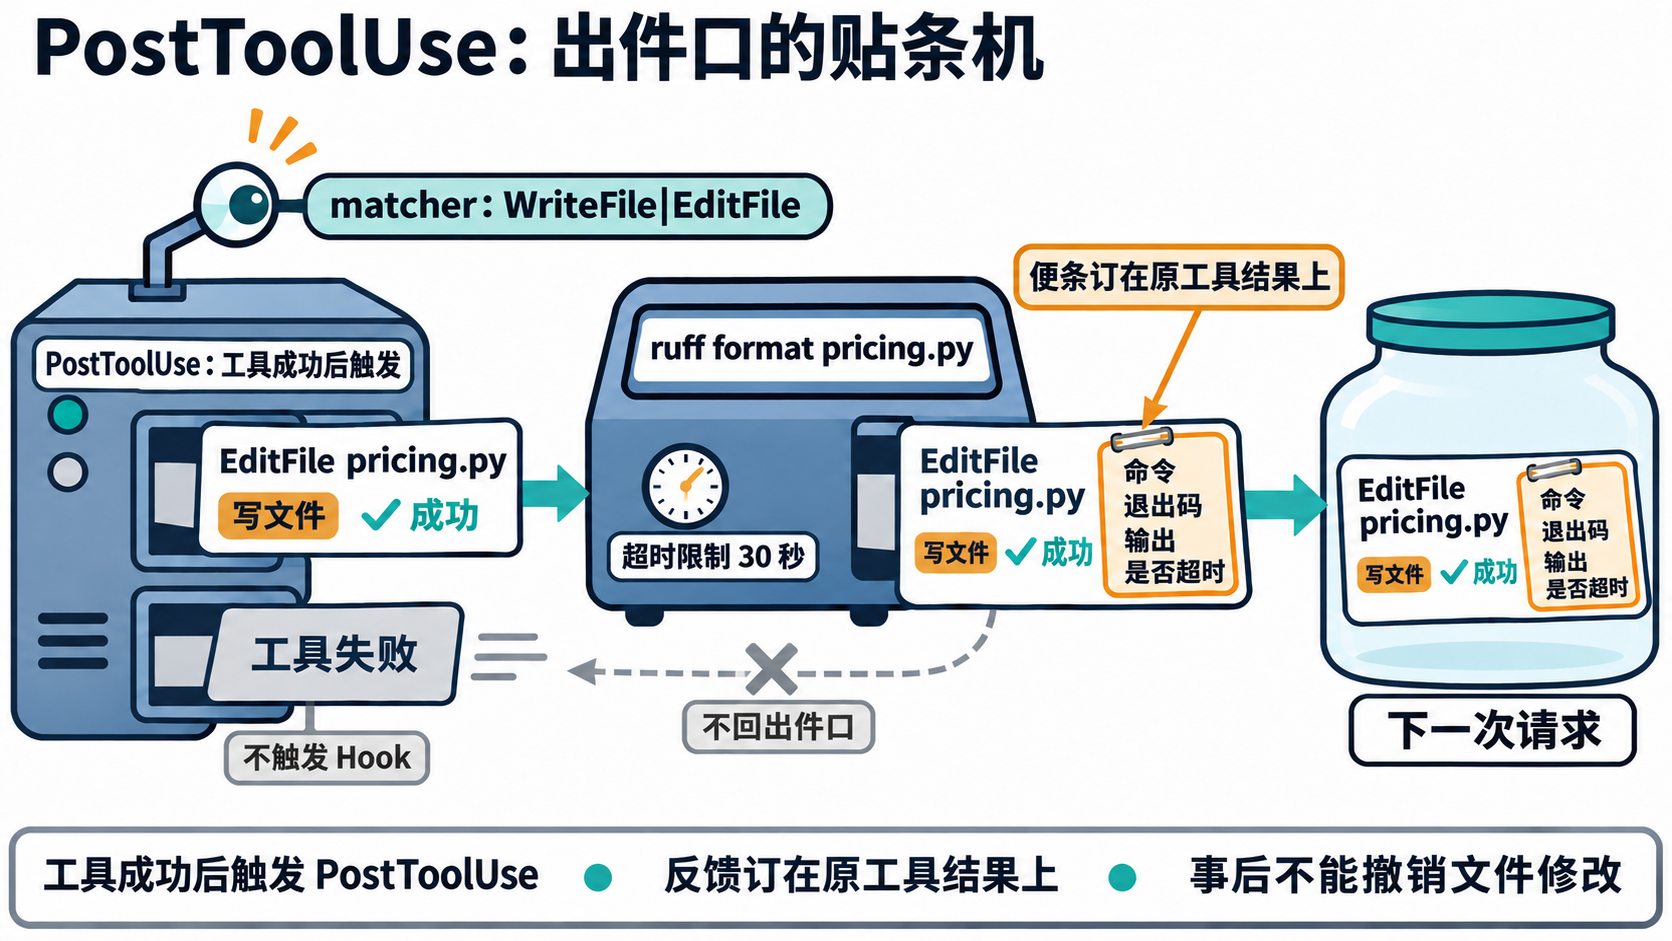 PostToolUse：出件口的贴条机
matcher：WriteFile|EditFile
便条订在原工具结果上
PostToolUse：工具成功后触发
EditFile pricing.py
写文件 成功
工具失败
不触发 Hook
ruff format pricing.py
超时限制 30 秒
EditFile
pricing.py
写文件 成功
命令
退出码
输出
是否超时
不回出件口
EditFile
pricing.py
写文件 成功
命令
退出码
输出
是否超时
下一次请求
工具成功后触发 PostToolUse
反馈订在原工具结果上
事后不能撤销文件修改